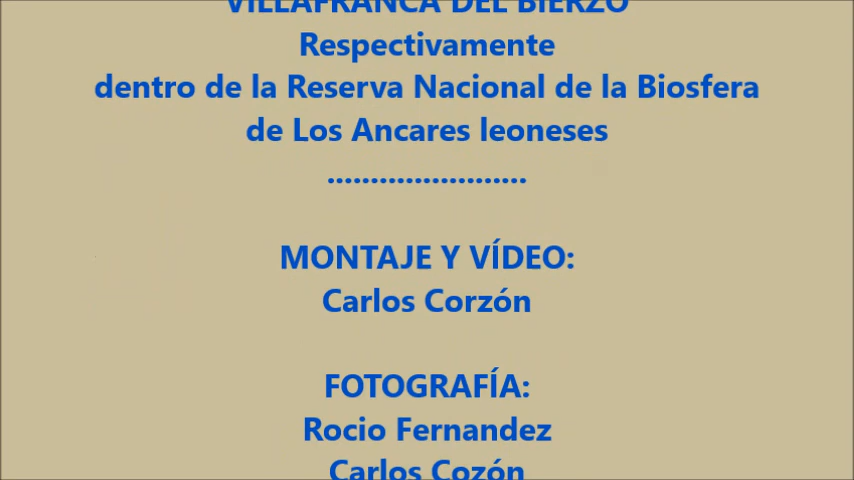 VILLAFRANCA DEL BIERZO
Respectivamente
dentro de la Reserva Nacional de la Biosfera
de Los Ancares leoneses
.......................
MONTAJE Y VÍDEO:
Carlos Corzón
FOTOGRAFÍA:
Rocio Fernandez
Carlos Cozón